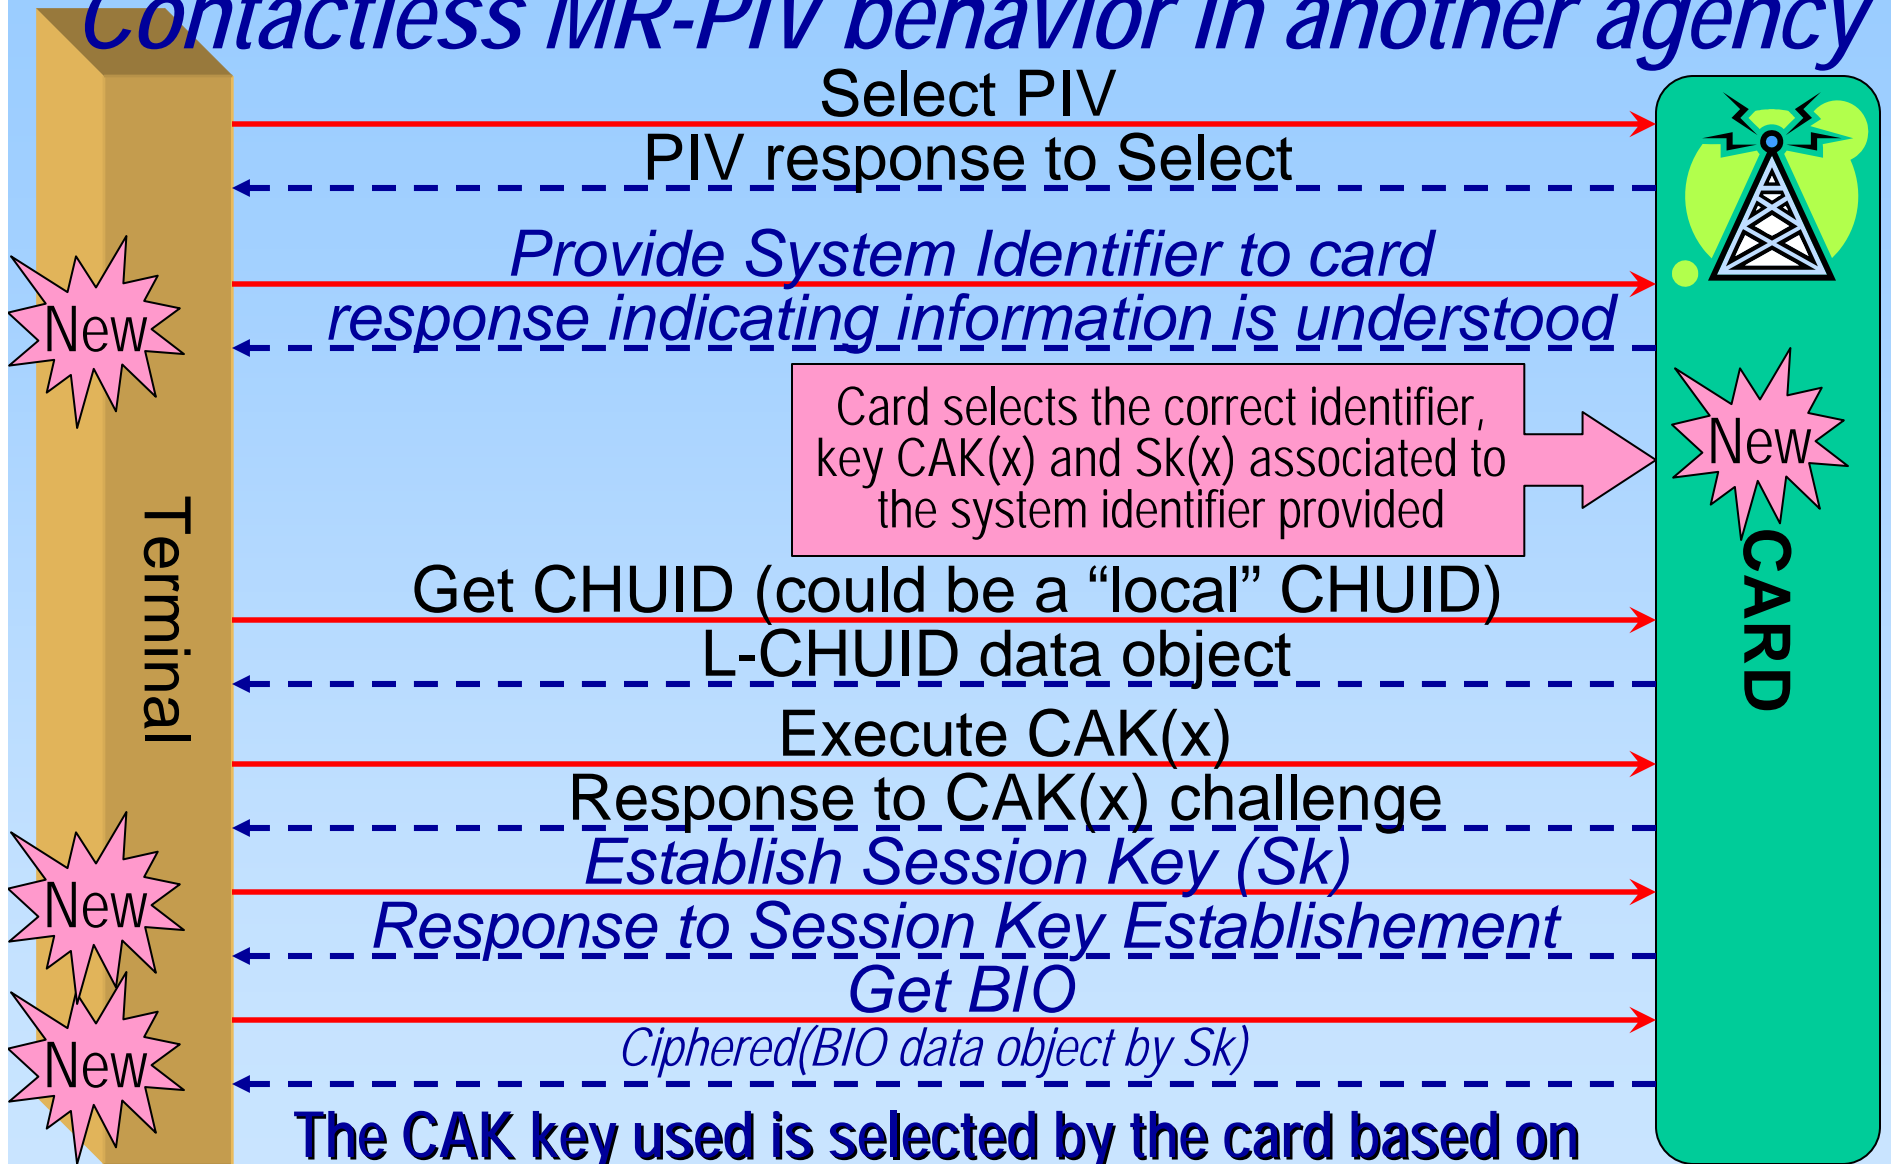 Contactless MR-PIV behavior in another agency
Select PIV
PIV response to Select
Provide System Identifier to card
response indicating information is understood
New
Card selects the correct identifier,
key CAK(x) and Sk(x) associated to
the system identifier provided
New
Terminal
CARD
Get CHUID (could be a “local” CHUID)
L-CHUID data object
Execute CAK(x)
Response to CAK(x) challenge
Establish Session Key (Sk)
New
Response to Session Key Establishement
Get BIO
New
Ciphered(BIO data object by Sk)
The CAK key used is selected by the card based on